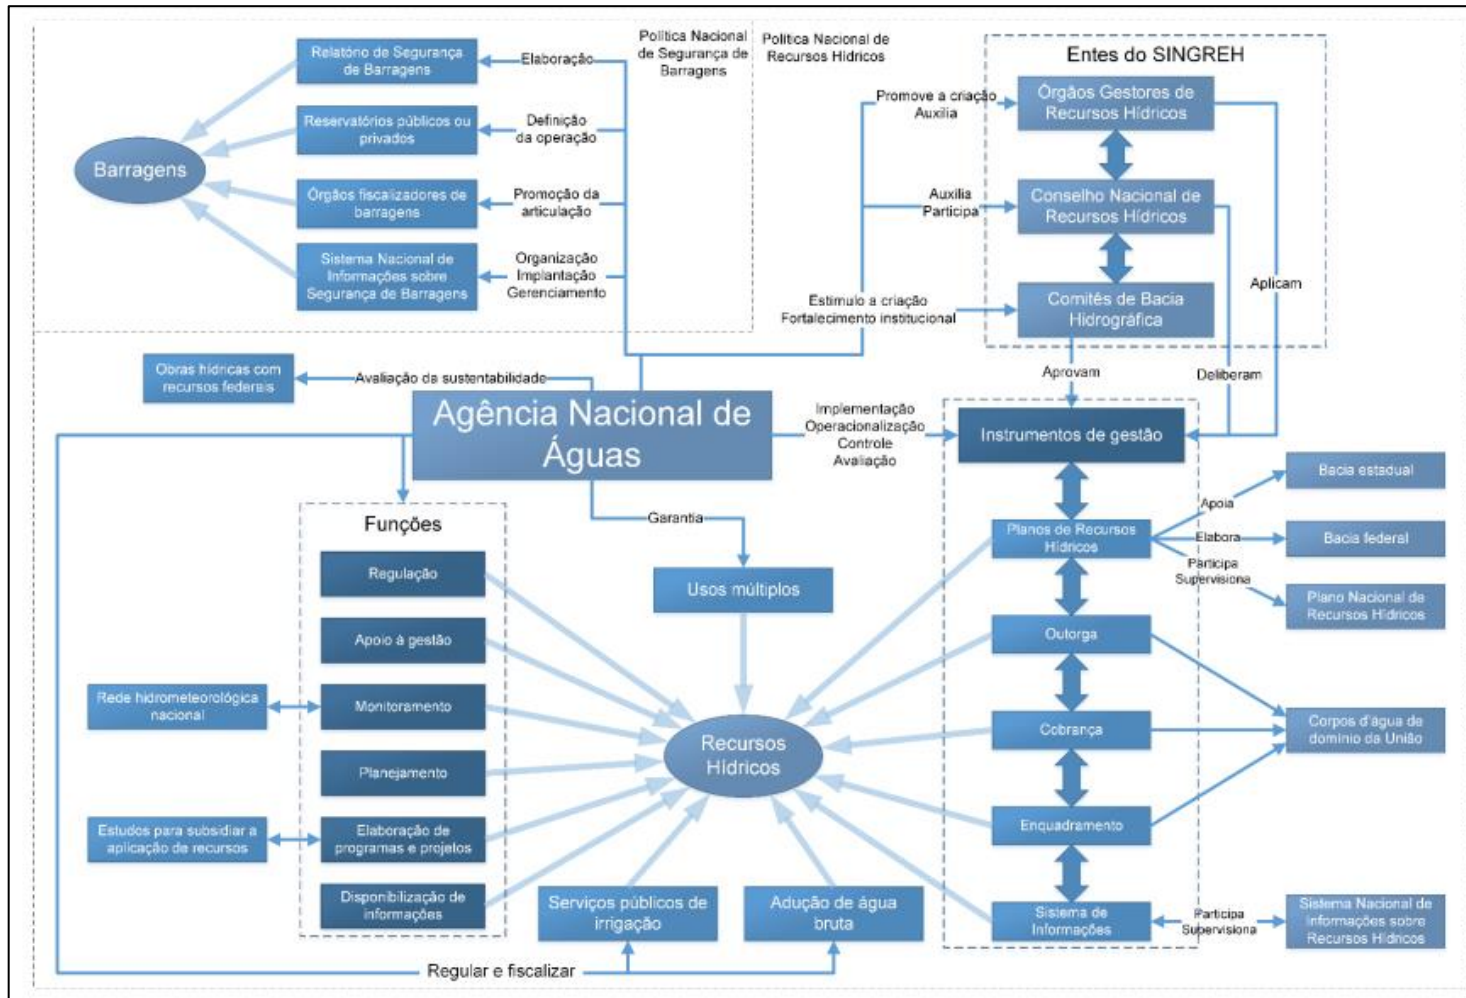 Política Nacional
de Segurança de
Barragens
Política Nacional de
Recursos Hídricos
Relatório de Segurança
de Barragens
Elaboração
Reservatórios públicos ou
privados
Definição
da operação
Barragens
Órgãos fiscalizadores de
barragens
Promoção da
articulação
Sistema Nacional de
Informações sobre
Segurança de Barragens
Organização
Implantação
Gerenciamento
Entes do SINGREH
Promove a criação
Auxilia
Órgãos Gestores de
Recursos Hídricos
Auxilia
Participa
Conselho Nacional de
Recursos Hídricos
Estimulo a criação
Fortalecimento institucional
Comitês de Bacia
Hidrográfica
Aplicam
Aprovam
Deliberam
Obras hídricas com
recursos federais
Avaliação da sustentabilidade
Agência Nacional de
Águas
Implementação
Operacionalização
Controle
Avaliação
Instrumentos de gestão
Garantia
Usos múltiplos
Funções
Regulação
Apoio à gestão
Rede hidrometeorológica
nacional
Monitoramento
Planejamento
Estudos para subsidiar a
aplicação de recursos
Elaboração de
programas e projetos
Disponibilização de
informações
Recursos
Hídricos
Planos de Recursos
Hídricos
Apoia
Bacia estadual
Elabora
Bacia federal
Participa
Supervisiona
Plano Nacional de
Recursos Hídricos
Outorga
Cobrança
Corpos d'água de
domínio da União
Enquadramento
Sistema de
Informações
Participa
Supervisiona
Sistema Nacional de
Informações sobre
Recursos Hídricos
Serviços públicos de
irrigação
Adução de água
bruta
Regular e fiscalizar